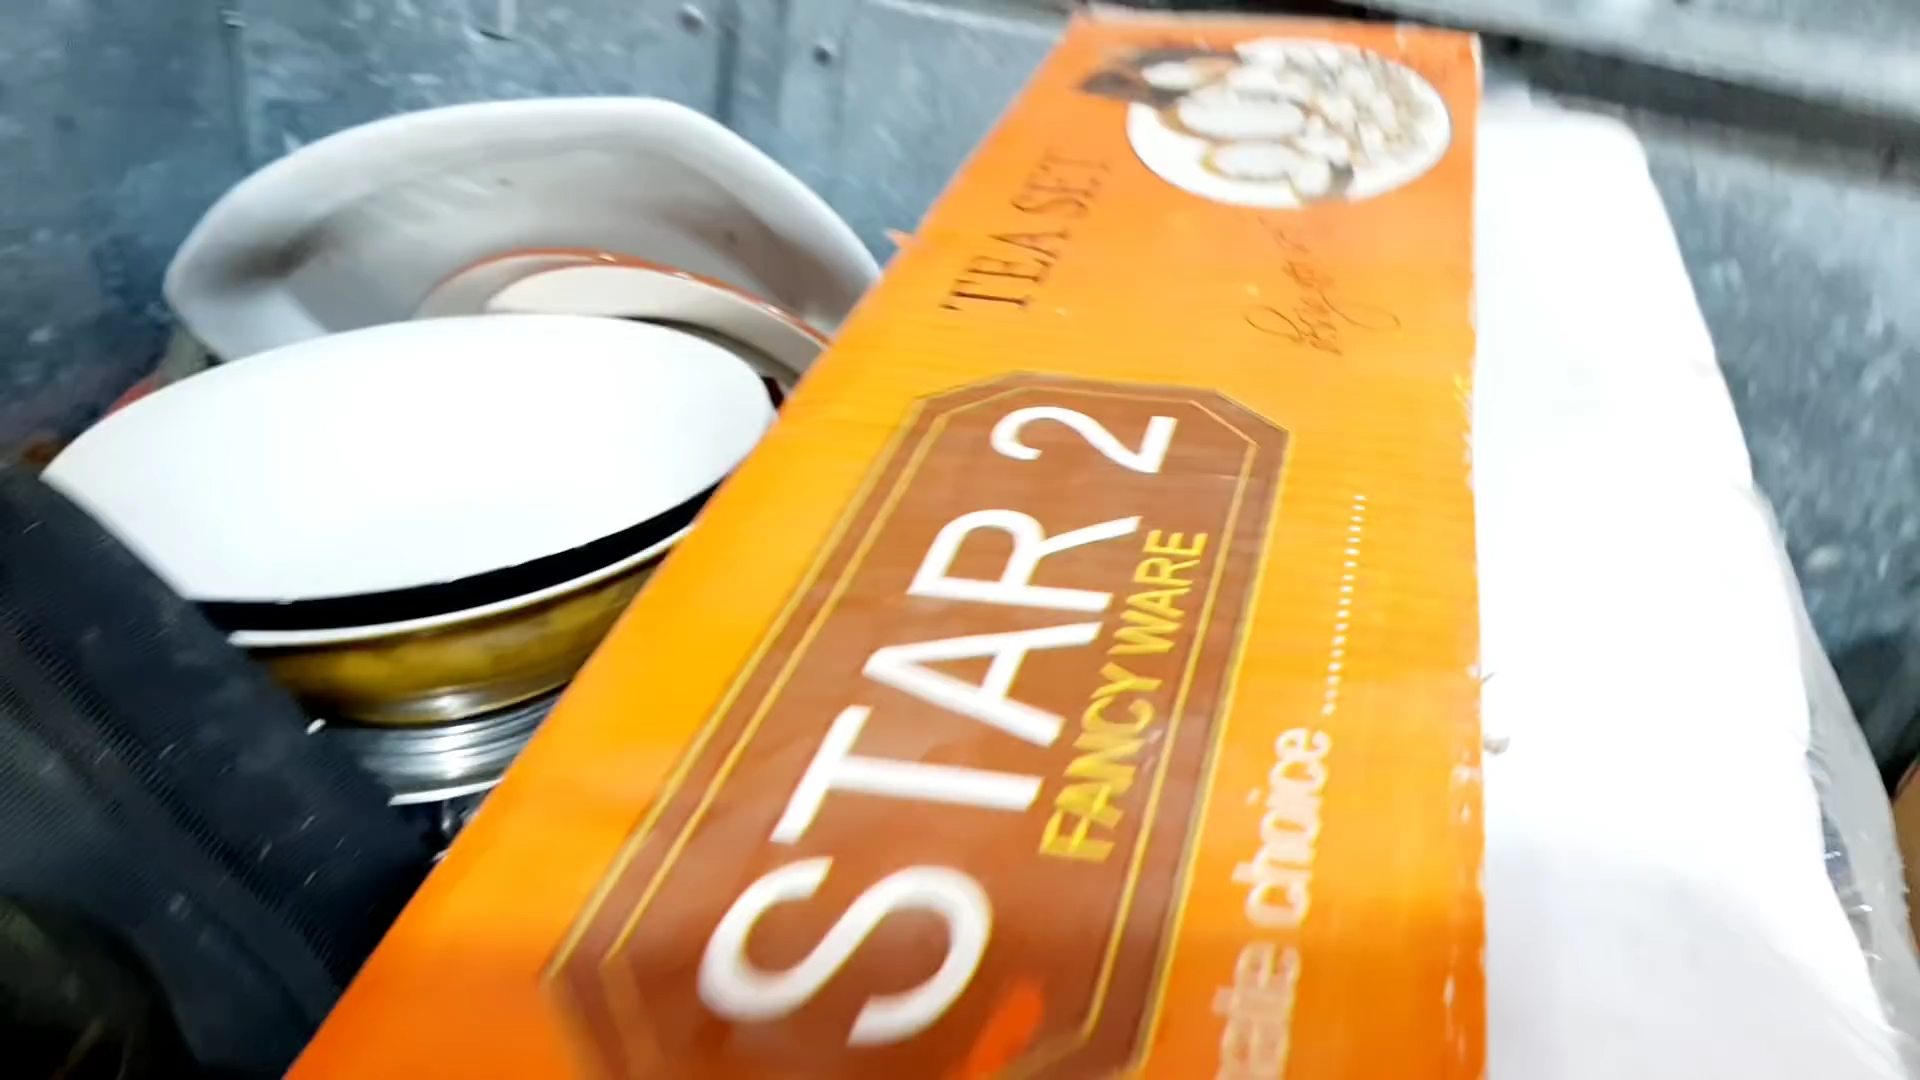 TEA SET
STAR 2
FANCY WARE
choice ..............